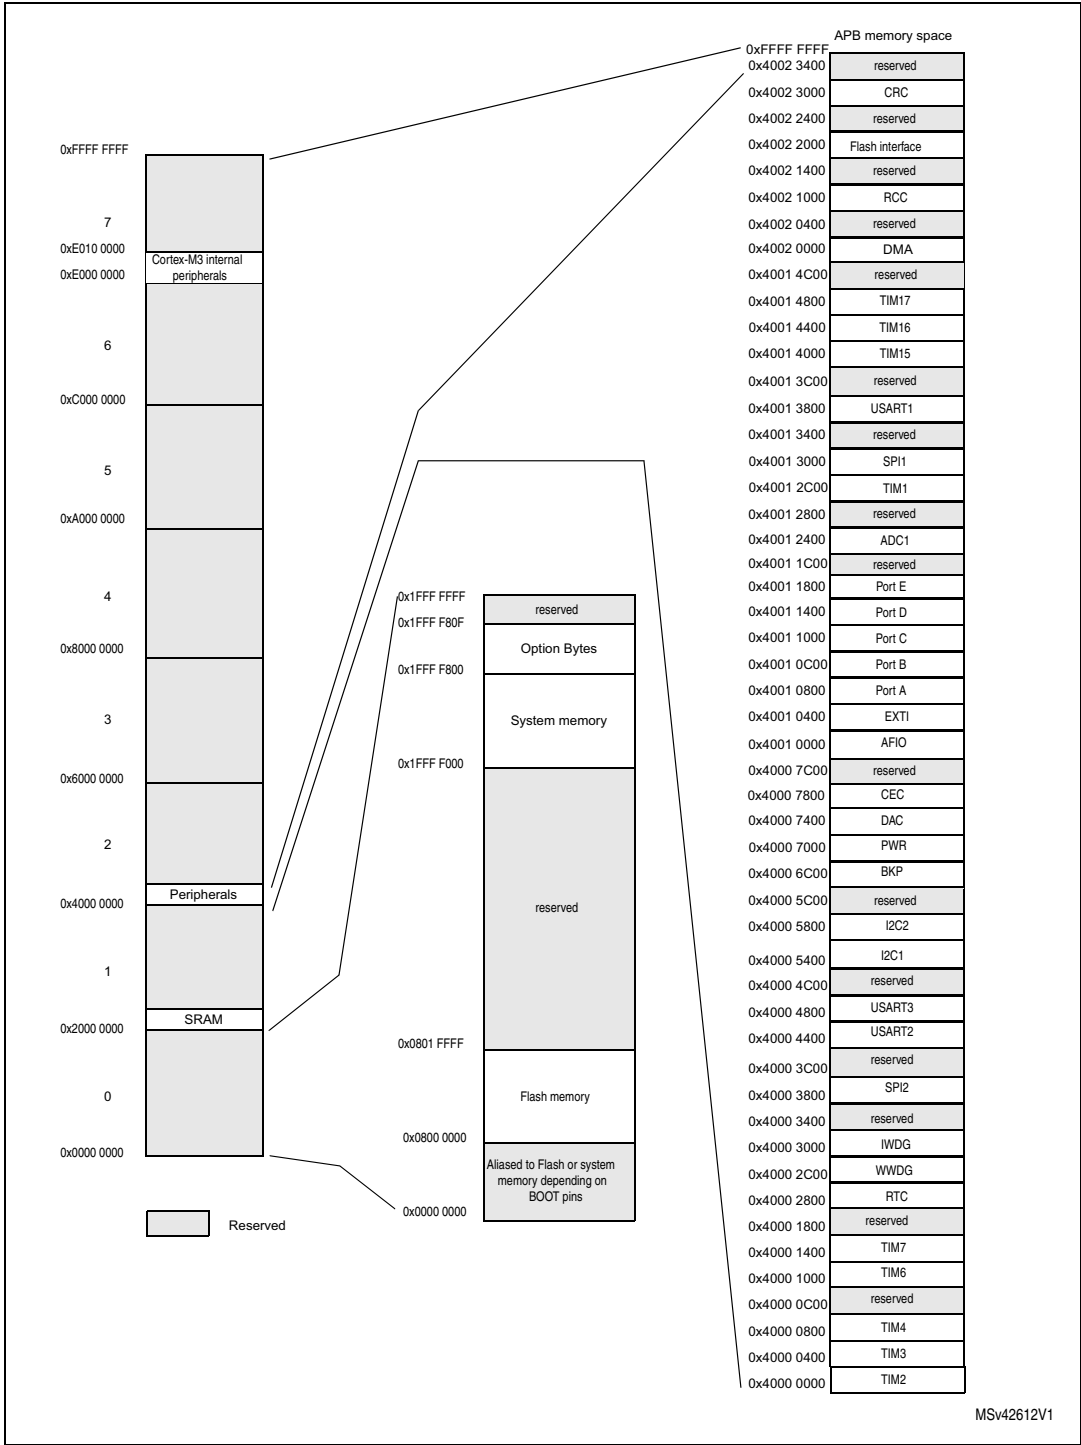 0xFFFF FFFF
7
0xE010 0000
Cortex-M3 internal
peripherals
0xE000 0000
6
0xC000 0000
5
0xA000 0000
4
0x8000 0000
3
0x6000 0000
2
Peripherals
0x4000 0000
1
SRAM
0x2000 0000
0
0x0000 0000
Reserved
0x1FFF FFFF
reserved
0x1FFF F80F
Option Bytes
0x1FFF F800
System memory
0x1FFF F000
reserved
0x0801 FFFF
Flash memory
0x0800 0000
Aliased to Flash or system
memory depending on
BOOT pins
0x0000 0000
APB memory space
0xFFFF FFFF
0x4002 3400 reserved
0x4002 3000 CRC
0x4002 2400 reserved
0x4002 2000 Flash interface
0x4002 1400 reserved
0x4002 1000 RCC
0x4002 0400 reserved
0x4002 0000 DMA
0x4001 4C00 reserved
0x4001 4800 TIM17
0x4001 4400 TIM16
0x4001 4000 TIM15
0x4001 3C00 reserved
0x4001 3800 USART1
0x4001 3400 reserved
0x4001 3000 SPI1
0x4001 2C00 TIM1
0x4001 2800 reserved
0x4001 2400 ADC1
0x4001 1C00 reserved
0x4001 1800 Port E
0x4001 1400 Port D
0x4001 1000 Port C
0x4001 0C00 Port B
0x4001 0800 Port A
0x4001 0400 EXTI
0x4001 0000 AFIO
0x4000 7C00 reserved
0x4000 7800 CEC
0x4000 7400 DAC
0x4000 7000 PWR
0x4000 6C00 BKP
0x4000 5C00 reserved
0x4000 5800 I2C2
0x4000 5400 I2C1
0x4000 4C00 reserved
0x4000 4800 USART3
0x4000 4400 USART2
0x4000 3C00 reserved
0x4000 3800 SPI2
0x4000 3400 reserved
0x4000 3000 IWDG
0x4000 2C00 WWDG
0x4000 2800 RTC
0x4000 1800 reserved
0x4000 1400 TIM7
0x4000 1000 TIM6
0x4000 0C00 reserved
0x4000 0800 TIM4
0x4000 0400 TIM3
0x4000 0000 TIM2
MSv42612V1